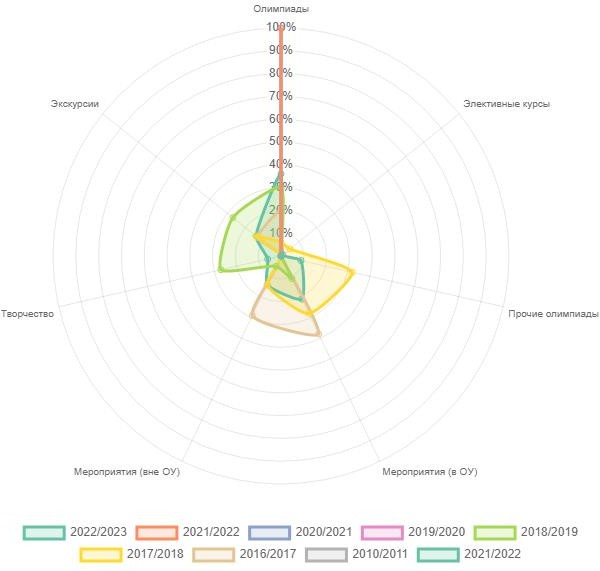 Олимпиады
100%
90%
80%
70%
60%
50%
40%
30%
20%
10%
Экскурсии
Элективные курсы
Творчество
Прочие олимпиады
Мероприятия (вне ОУ)
Мероприятия (в ОУ)
2022/2023 2021/2022 2020/2021 2019/2020 2018/2019
2017/2018 2016/2017 2010/2011 2021/2022